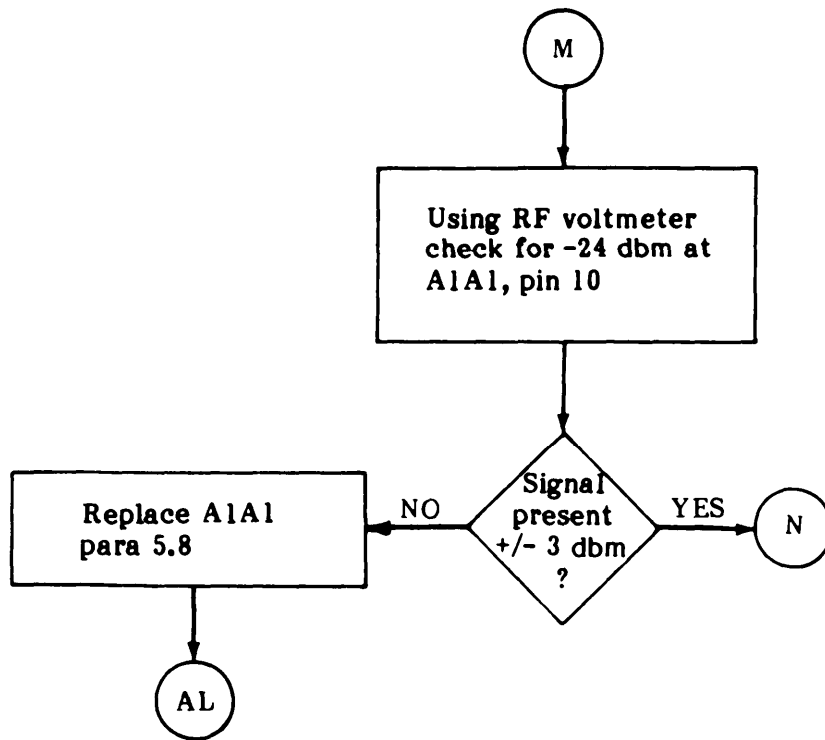 M
Using RF voltmeter
check for -24 dbm at
A1A1, pin 10
Signal
present
+/- 3 dbm
?
NO
YES
Replace A1A1
para 5.8
N
AL